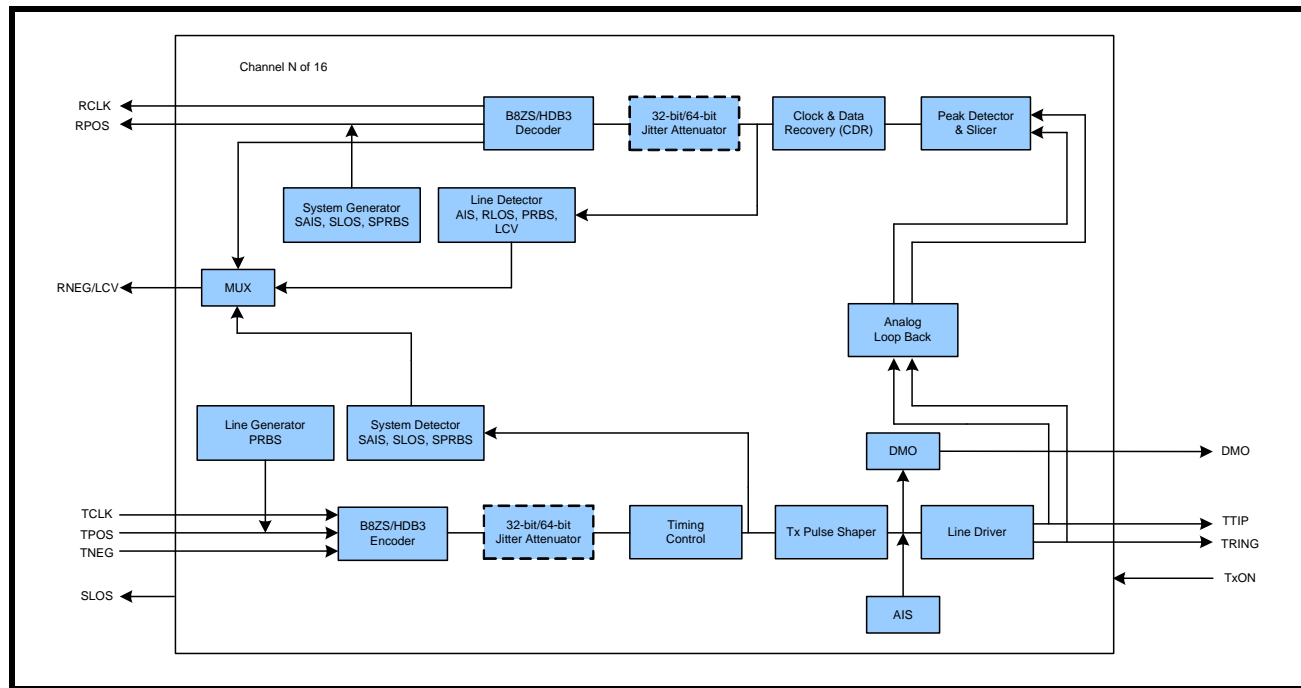 Channel N of 16
RCLK
RPOS
B8ZS/HDB3
Decoder
32-bit/64-bit
Jitter Attenuator
Clock & Data
Recovery (CDR)
Peak Detector
& Slicer
System Generator
SAIS, SLOS, SPRBS
Line Detector
AIS, RLOS, PRBS,
LCV
RNEG/LCV
MUX
Analog
Loop Back
Line Generator
PRBS
System Detector
SAIS, SLOS, SPRBS
DMO
DMO
TCLK
TPOS
TNEG
B8ZS/HDB3
Encoder
32-bit/64-bit
Jitter Attenuator
Timing
Control
Tx Pulse Shaper
Line Driver
TTIP
TRING
TxON
SLOS
AIS